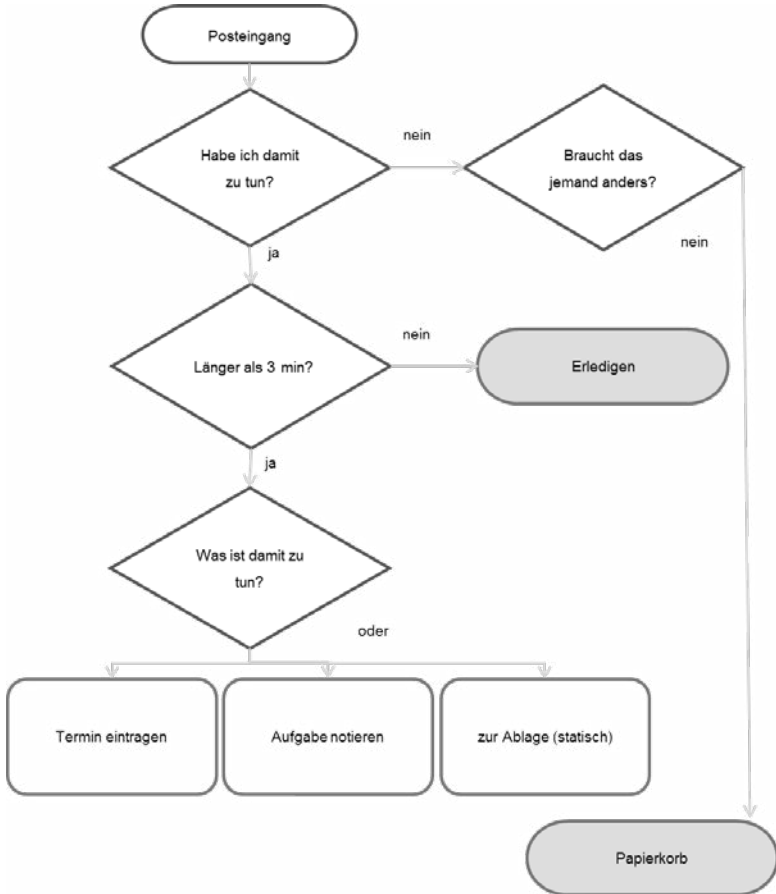 Posteingang
Habe ich damit
zu tun?
nein
Braucht das
jemand anders?
nein
ja
Länger als 3 min?
nein
Erledigen
ja
Was ist damit zu
tun?
oder
Termin eintragen
Aufgabe notieren
zur Ablage (statisch)
Papierkorb